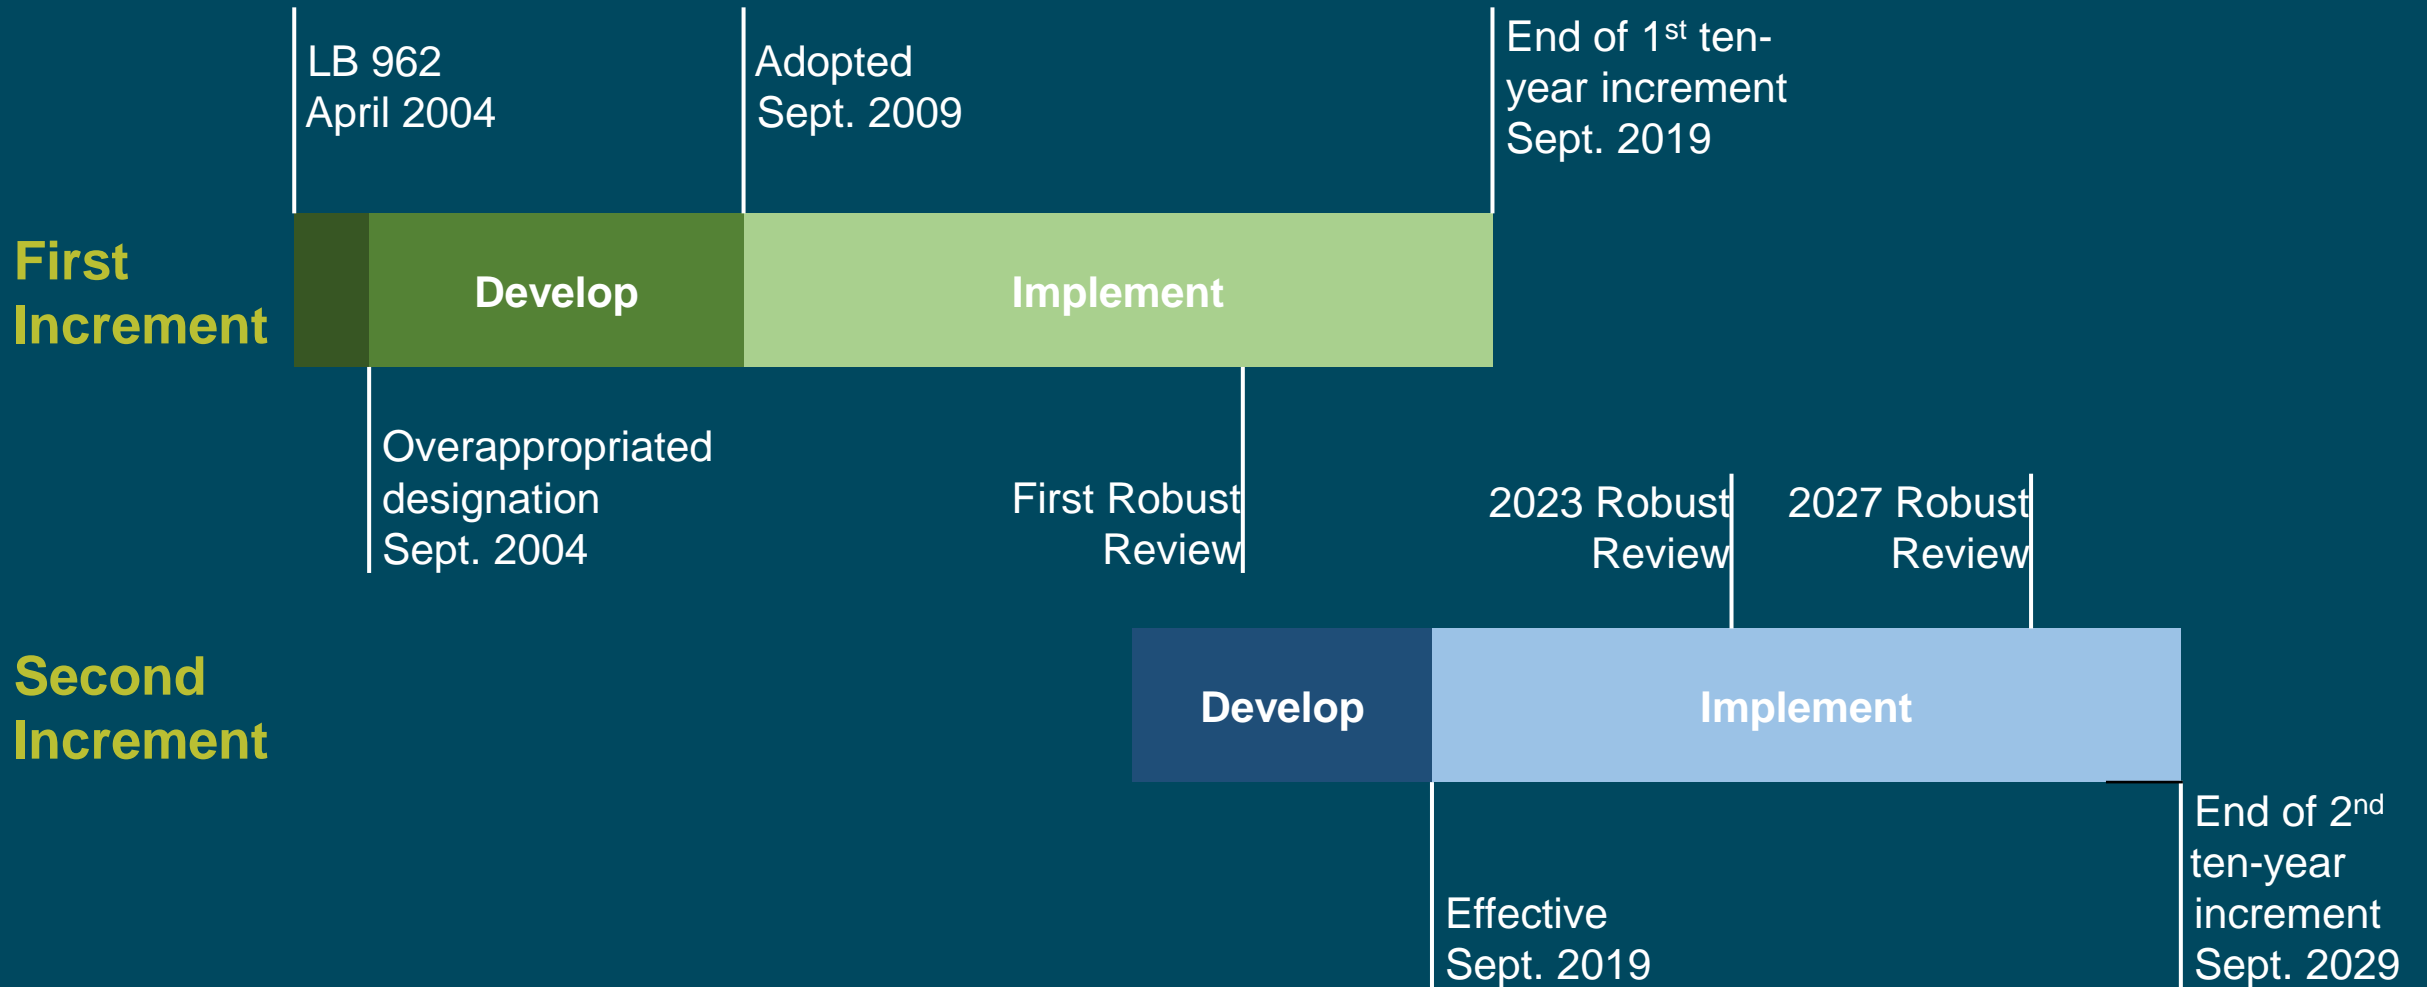 LB 962
April 2004
Adopted
Sept. 2009
End of 1st ten-
year increment
Sept. 2019
First
Increment
Develop
Implement
Overappropriated
designation
Sept. 2004
First Robust
Review
2023 Robust
Review
2027 Robust
Review
Second
Increment
Develop
Implement
Effective
Sept. 2019
End of 2nd
ten-year
increment
Sept. 2029